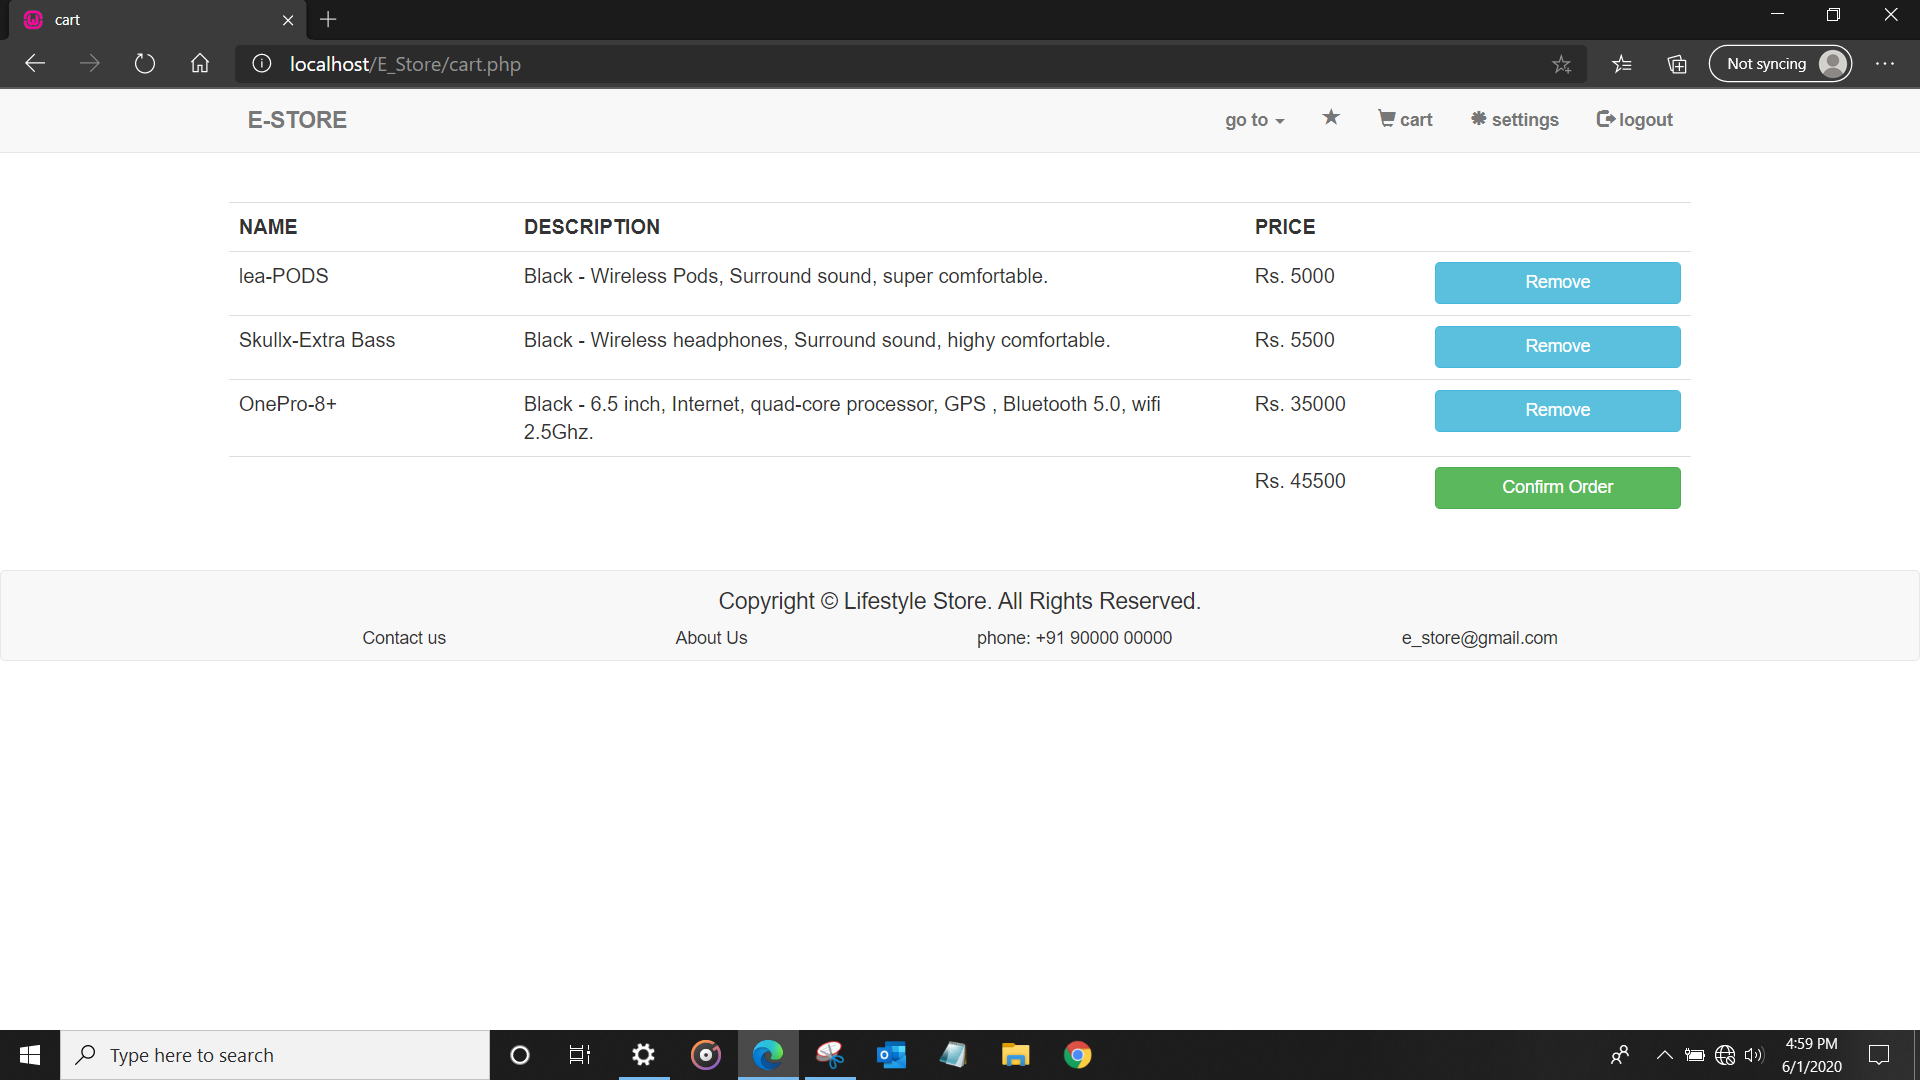 cart
localhost/E_Store/cart.php
Not syncing
E-STORE
go to
cart
settings
logout
NAME DESCRIPTION PRICE
lea-PODS Black - Wireless Pods, Surround sound, super comfortable. Rs. 5000 Remove
Skullx-Extra Bass Black - Wireless headphones, Surround sound, highy comfortable. Rs. 5500 Remove
OnePro-8+ Black - 6.5 inch, Internet, quad-core processor, GPS , Bluetooth 5.0, wifi Rs. 35000 Remove
2.5Ghz.
Rs. 45500 Confirm Order
Copyright © Lifestyle Store. All Rights Reserved.
Contact us About Us phone: +91 90000 00000 e_store@gmail.com
Type here to search
4:59 PM
6/1/2020